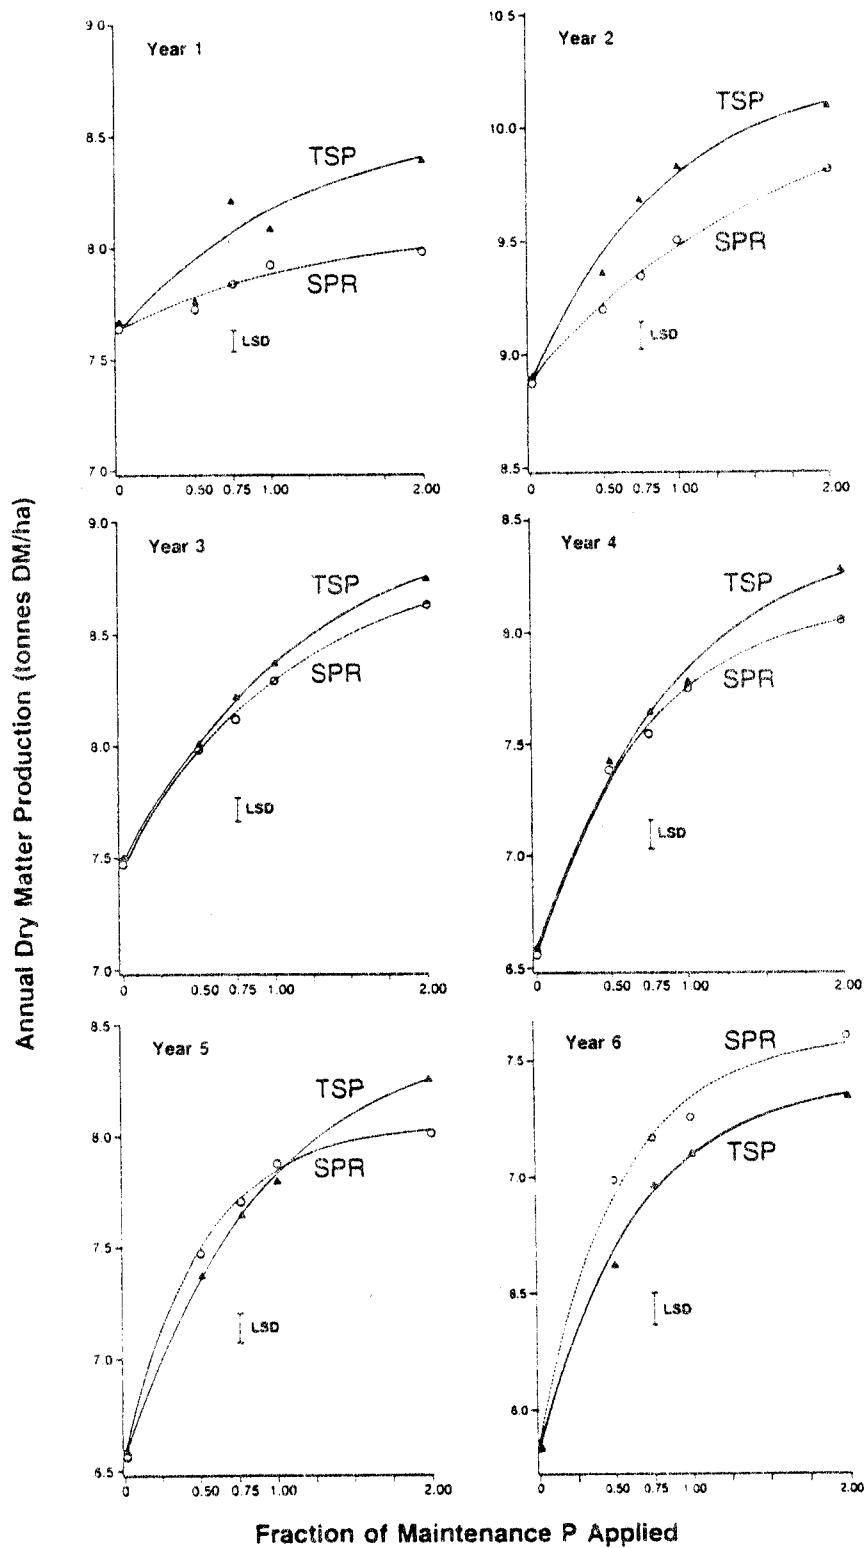 Annual Dry Matter Production (tonnes DM/ha)
Year 1
9.0
8.5
8.0
7.5
7.0
TSP
SPR
LSD
0 0.50 0.75 1.00 2.00
Year 2
10.5
10.0
9.5
9.0
8.5
TSP
SPR
LSD
0 0.50 0.75 1.00 2.00
Year 3
9.0
8.5
8.0
7.5
7.0
TSP
SPR
LSD
0 0.50 0.75 1.00 2.00
Year 4
8.5
8.0
7.5
7.0
6.5
TSP
SPR
LSD
0 0.50 0.75 1.00 2.00
Year 5
8.5
8.0
7.5
7.0
6.5
TSP
SPR
LSD
0 0.50 0.75 1.00 2.00
Year 6
7.5
7.0
6.5
6.0
SPR
TSP
LSD
0 0.50 0.75 1.00 2.00
Fraction of Maintenance P Applied